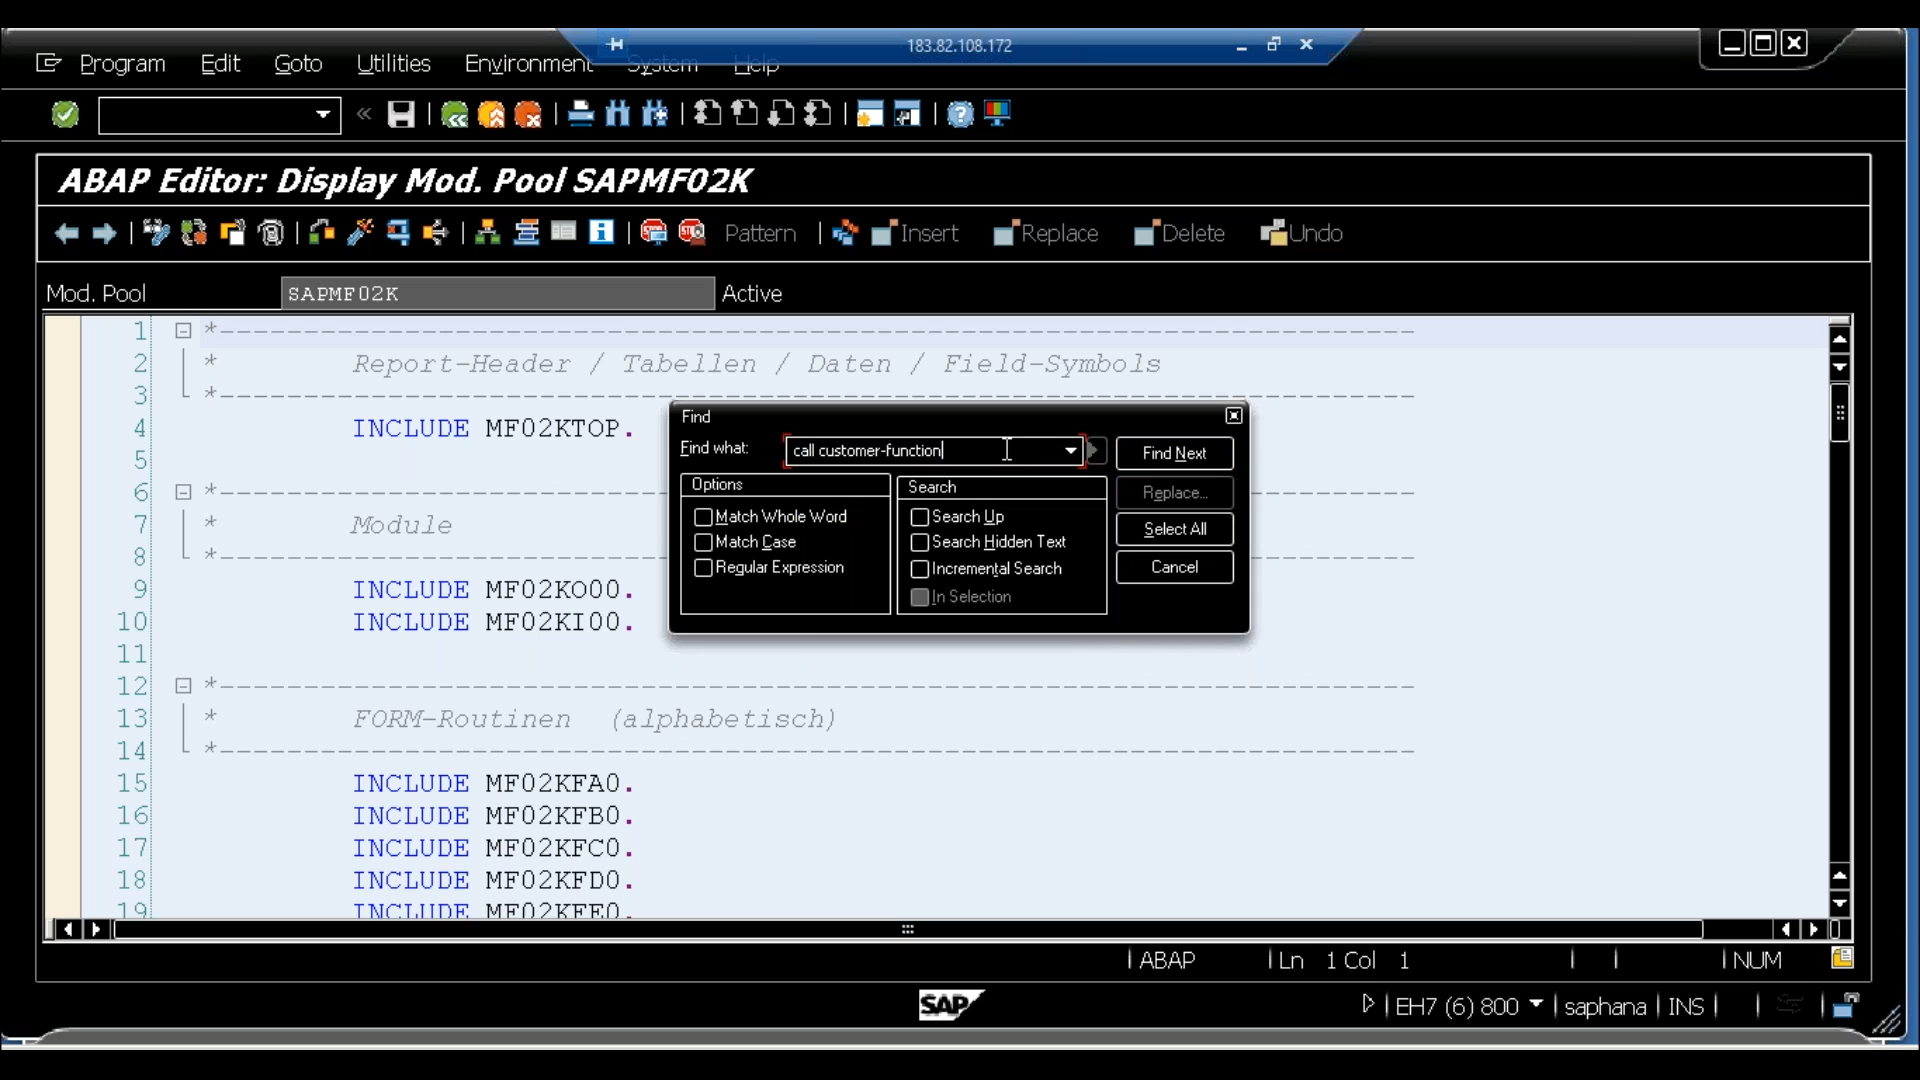 183.82.108.172
Program Edit Goto Utilities Environment System Help
ABAP Editor: Display Mod. Pool SAPMF02K
Pattern Insert Replace Delete Undo
Mod. Pool SAPMF02K Active
1 *----------------------------------------------------------------------
2 * Report-Header / Tabellen / Daten / Field-Symbols
3 *----------------------------------------------------------------------
4 INCLUDE MF02KTOP.
5
6 *----------------------------------------------------------------------
7 * Module
8 *----------------------------------------------------------------------
9 INCLUDE MF02KO00.
10 INCLUDE MF02KI00.
11
12 *----------------------------------------------------------------------
13 * FORM-Routinen (alphabetisch)
14 *----------------------------------------------------------------------
15 INCLUDE MF02KFA0.
16 INCLUDE MF02KFB0.
17 INCLUDE MF02KFC0.
18 INCLUDE MF02KFD0.
19 INCLUDE MF02KFE0.
Find
Find what: call customer-function Find Next
Options
Match Whole Word
Match Case
Regular Expression
Search
Search Up
Search Hidden Text
Incremental Search
In Selection
Replace...
Select All
Cancel
ABAP Ln 1 Col 1 NUM
SAP EH7 (6) 800 saphana INS